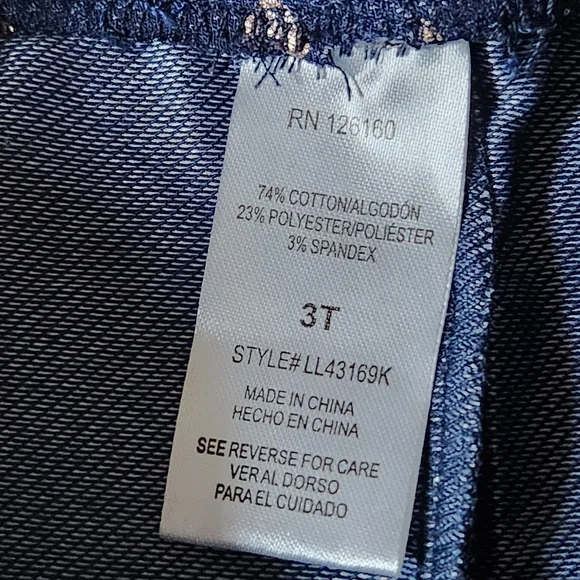 RN 126160
74% COTTON/ALGODÓN
23% POLYESTER/POLIÉSTER
3% SPANDEX
3T
STYLE# LL43169K
MADE IN CHINA
HECHO EN CHINA
SEE REVERSE FOR CARE
VER AL DORSO
PARA EL CUIDADO